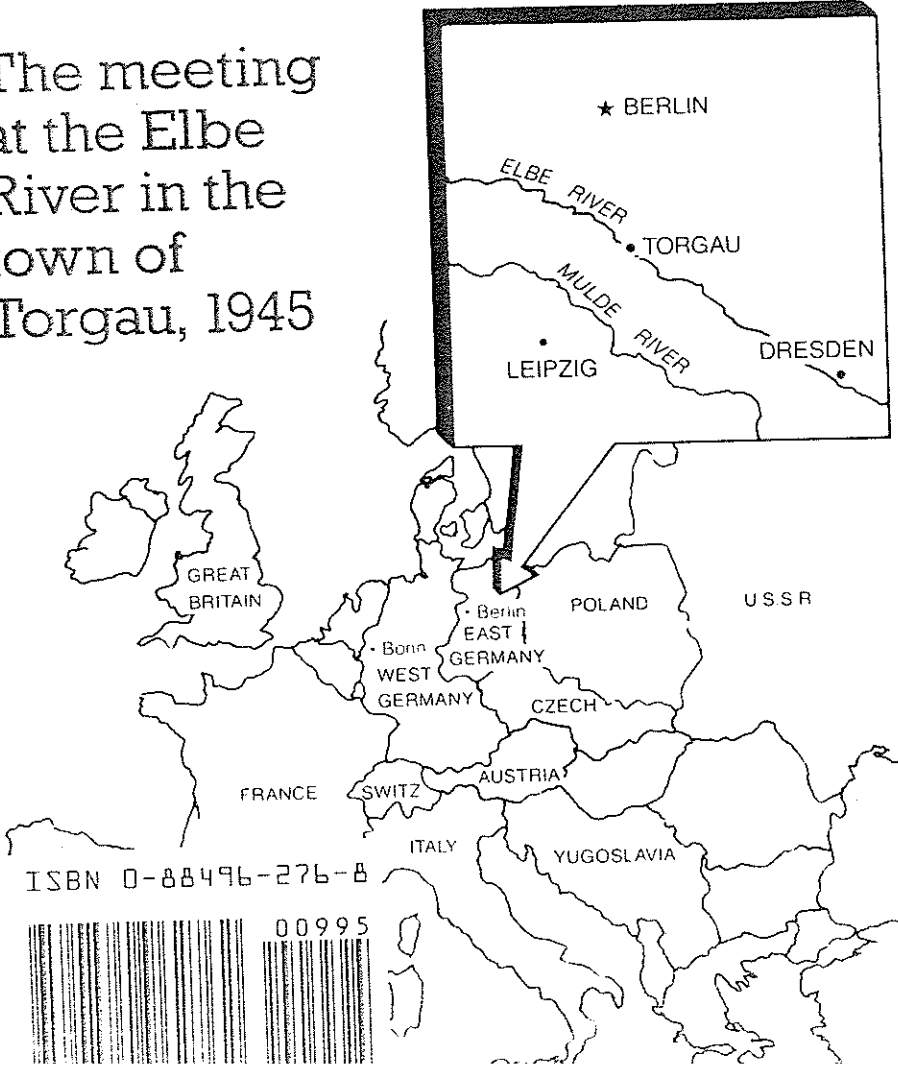 The meeting
at the Elbe
River in the
town of
Torgau, 1945
★ BERLIN
ELBE RIVER
TORGAU
MULDE RIVER
DRESDEN
LEIPZIG
GREAT
BRITAIN
Berlin
EAST
GERMANY
POLAND
U.S.S.R
Bonn
WEST
GERMANY
CZECH
FRANCE
SWITZ
AUSTRIA
ITALY
YUGOSLAVIA
ISBN 0-88496-276-8
00995